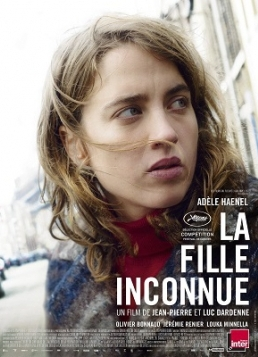 ADÈLE HAENEL
COMPÉTITION
LA
FILLE
INCONNUE
UN FILM DE JEAN-PIERRE ET LUC DARDENNE
OLIVIER BONNAUD JÉRÉMIE RENIER LOUKA MINNELLA
inter